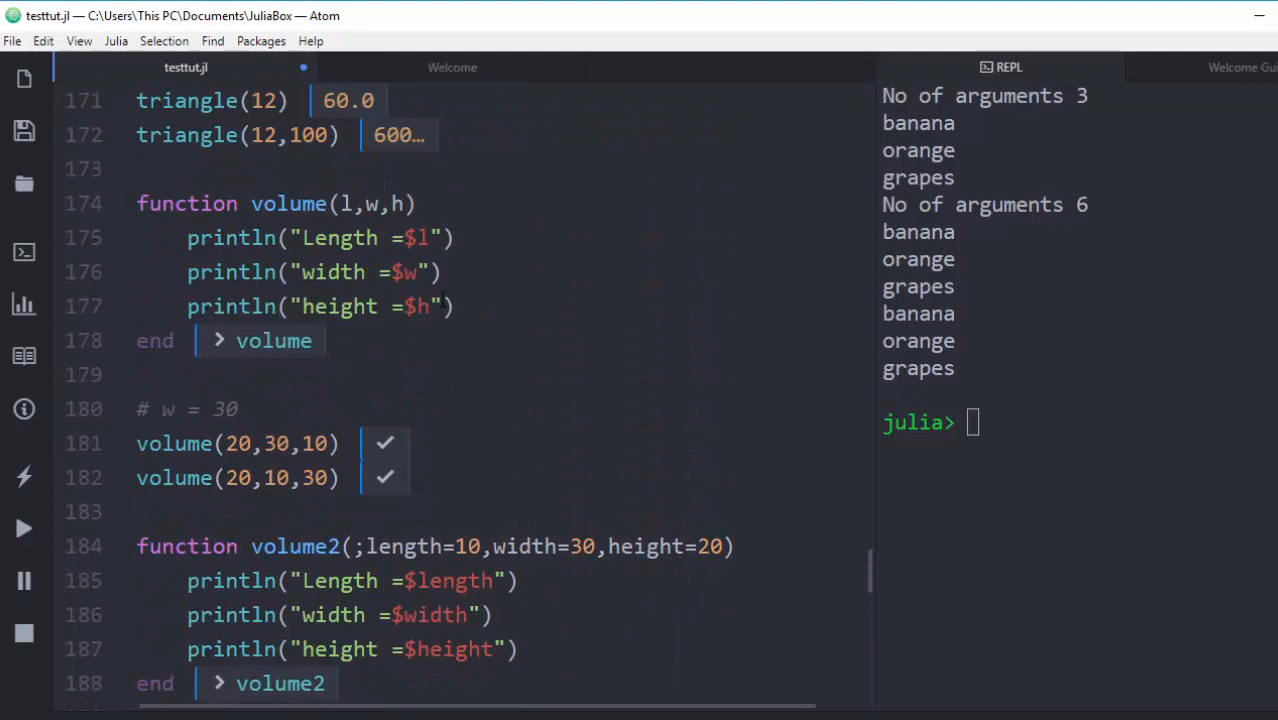 testtut.jl — C:\Users\This PC\Documents\JuliaBox — Atom
File Edit View Julia Selection Find Packages Help
testtut.jl Welcome REPL Welcome Gui
171 triangle(12) 60.0
172 triangle(12,100) 600…
173
174 function volume(l,w,h)
175 println("Length =$l")
176 println("width =$w")
177 println("height =$h")
178 end > volume
179
180 # w = 30
181 volume(20,30,10) ✓
182 volume(20,10,30) ✓
183
184 function volume2(;length=10,width=30,height=20)
185 println("Length =$length")
186 println("width =$width")
187 println("height =$height")
188 end > volume2
No of arguments 3
banana
orange
grapes
No of arguments 6
banana
orange
grapes
banana
orange
grapes
julia>